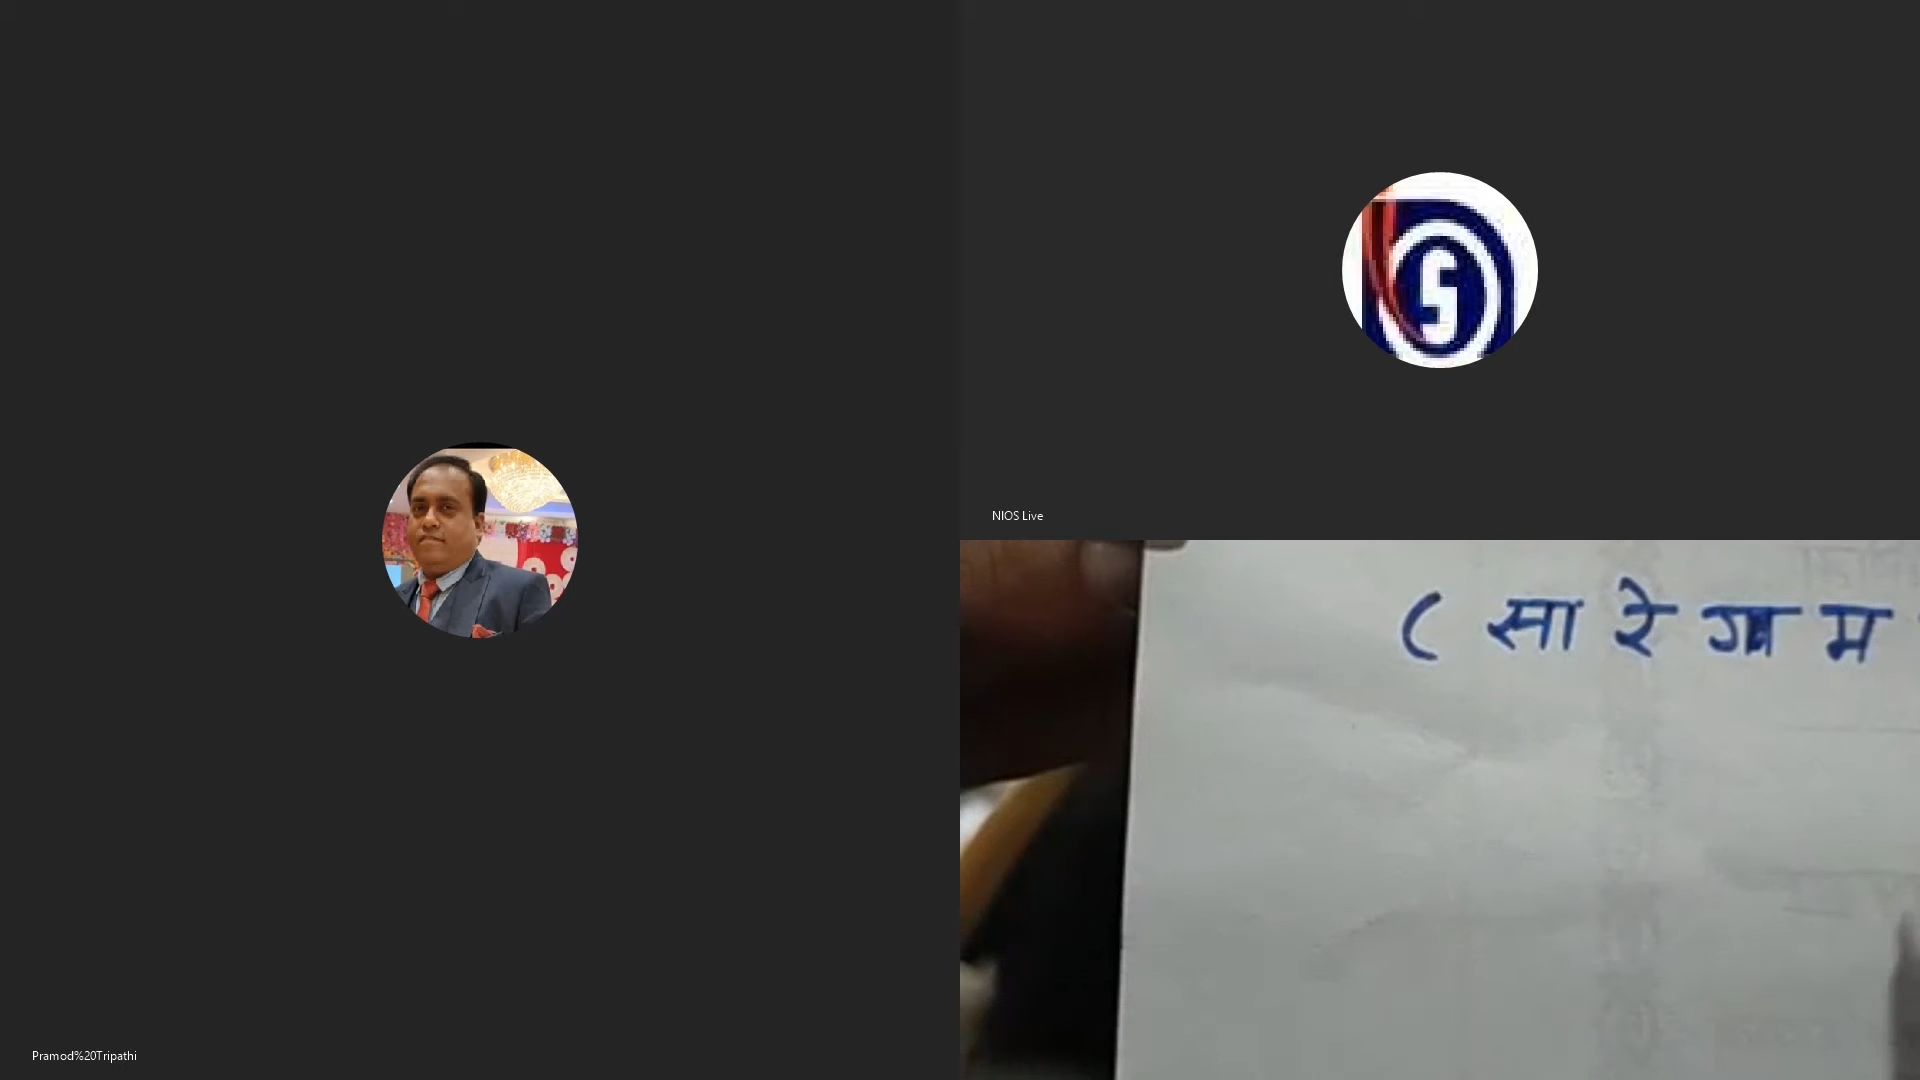 NIOS Live
( सा रे ग म
Pramod%20Tripathi